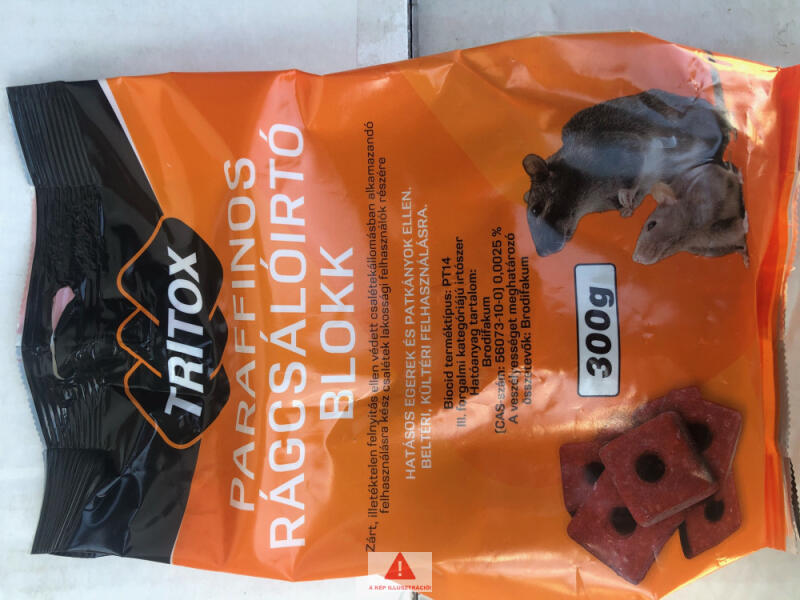 TRITOX
PARAFFINOS
RÁGCSÁLÓIRTÓ
BLOKK
Zárt, illetéktelen felnyitás ellen védett csalétekállomásban alkamazandó
felhasználásra kész csalétek lakossági felhasználók részére
HATÁSOS EGEREK ÉS PATKÁNYOK ELLEN.
BELTÉRI, KÜLTÉRI FELHASZNÁLÁSRA.
Biocid terméktípus: PT14
III. forgalmi kategóriájú irtószer
Hatóanyag tartalom:
Brodifakum
[CAS-szám: 56073-10-0] 0,0025 %
A veszélyességet meghatározó
összetevők: Brodifakum
300g
A KÉP ILLUSZTRÁCIÓ!